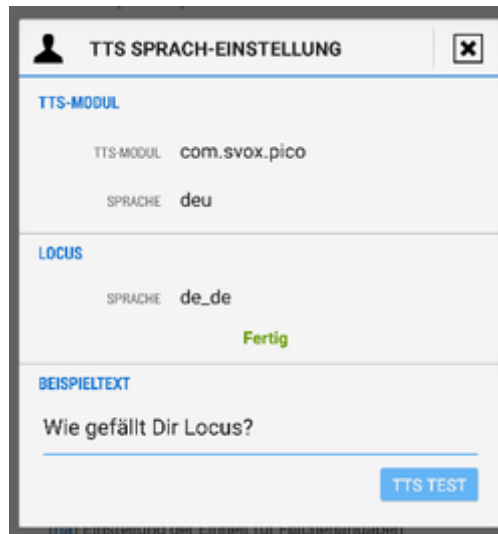 TTS SPRACH-EINSTELLUNG
TTS-MODUL
TTS-MODUL com.svox.pico
SPRACHE deu
LOCUS
SPRACHE de_de
Fertig
BEISPIELTEXT
Wie gefällt Dir Locus?
TTS TEST